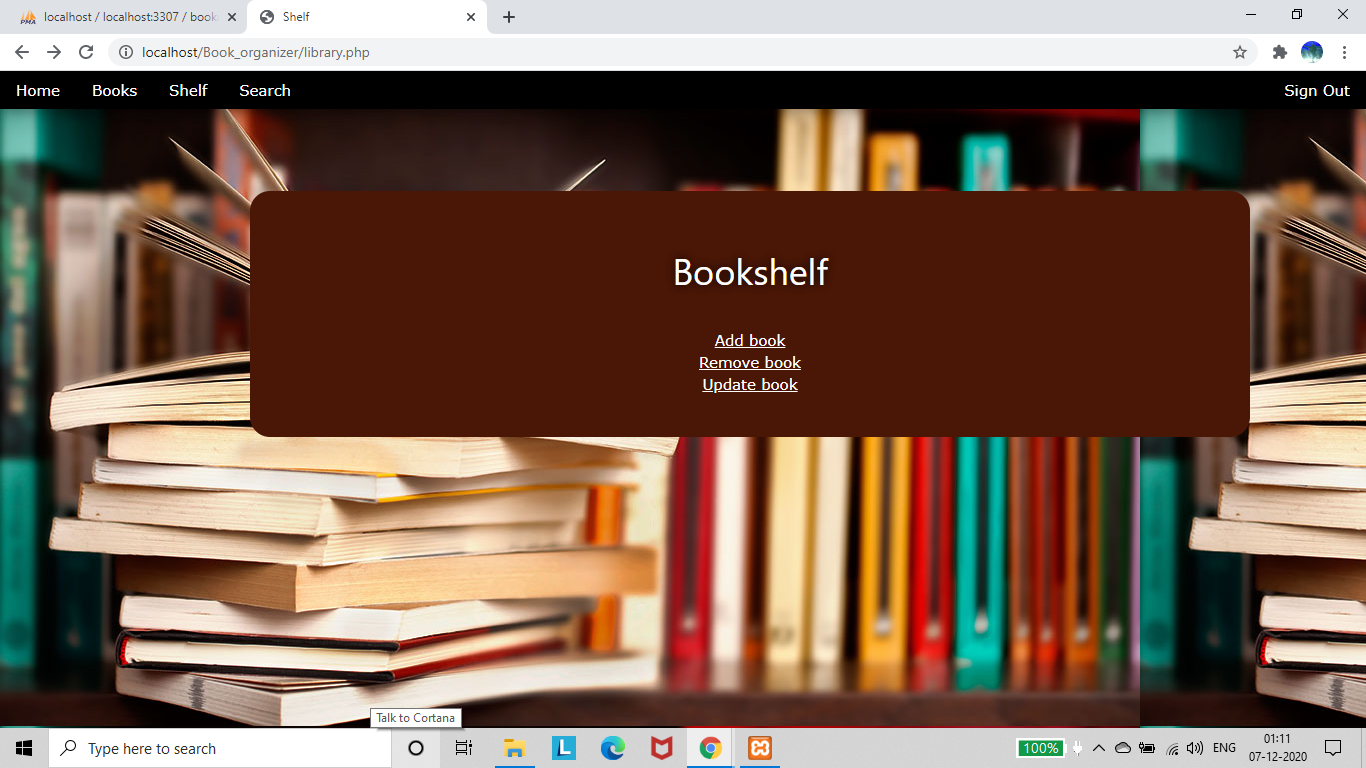 localhost / localhost:3307 / book
Shelf
localhost/Book_organizer/library.php
Home Books Shelf Search Sign Out
Bookshelf
Add book
Remove book
Update book
Talk to Cortana
Type here to search
L
100%
ENG
01:11
07-12-2020